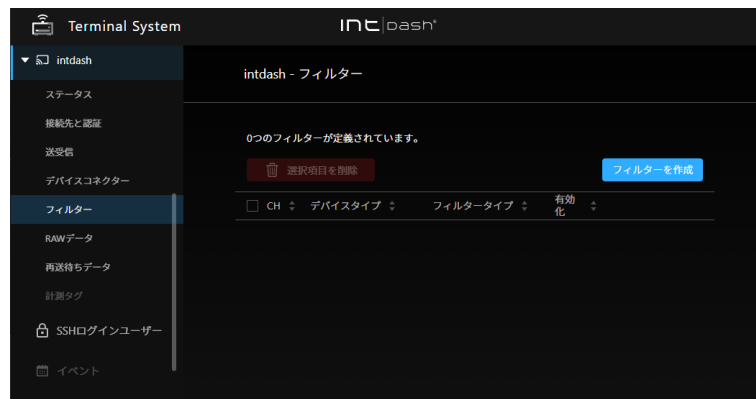 Terminal System
intdash®
intdash
intdash - フィルター
ステータス
接続先と認証
0つのフィルターが定義されています。
送受信
選択項目を削除
フィルターを作成
デバイスコネクター
フィルター
CH デバイスタイプ フィルタータイプ 有効化
RAWデータ
再送待ちデータ
計測タグ
SSHログインユーザー
イベント